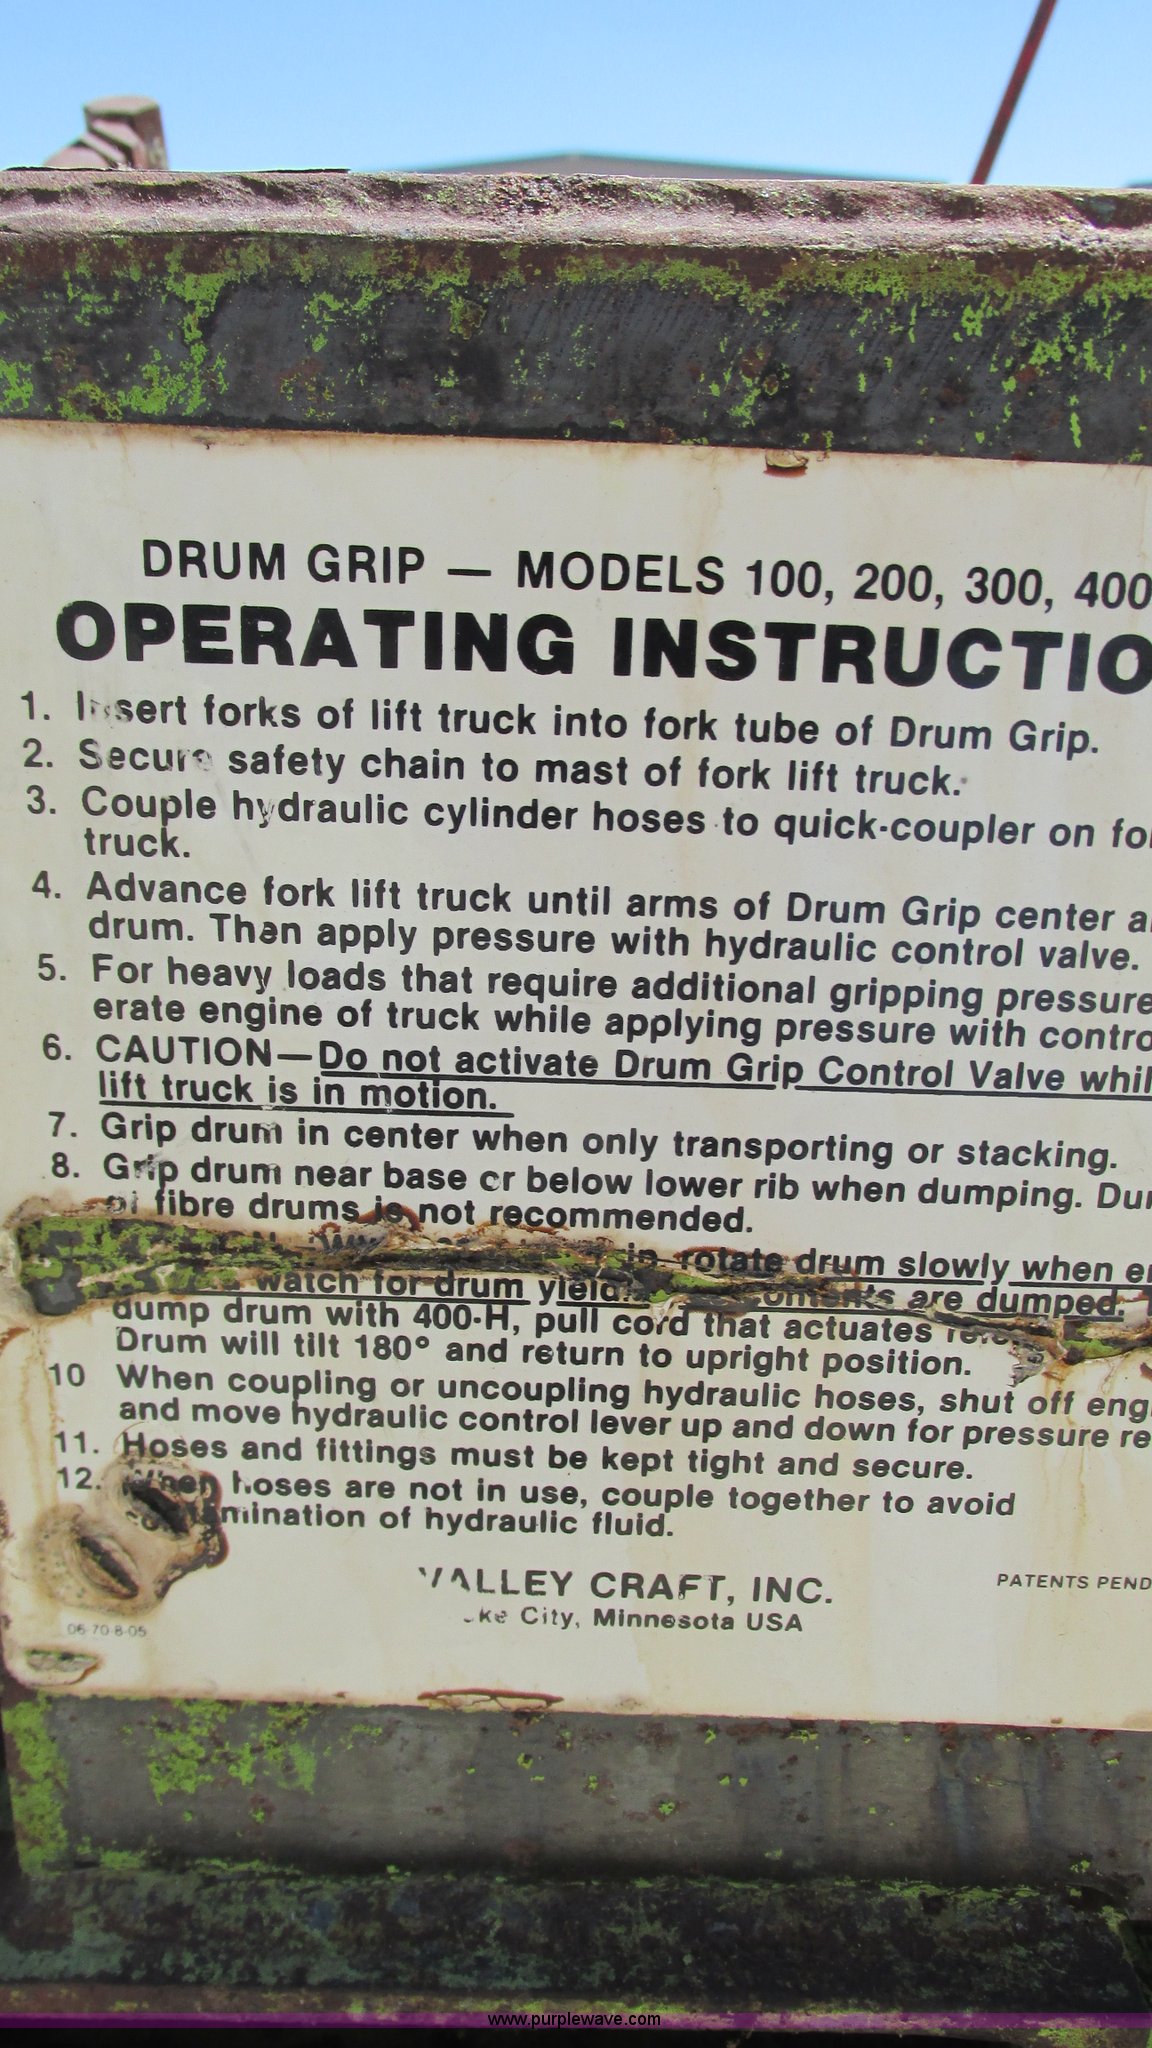 DRUM GRIP — MODELS 100, 200, 300, 400
OPERATING INSTRUCTIO
1. Insert forks of lift truck into fork tube of Drum Grip.
2. Secure safety chain to mast of fork lift truck.
3. Couple hydraulic cylinder hoses to quick-coupler on fo
truck.
4. Advance fork lift truck until arms of Drum Grip center a
drum. Then apply pressure with hydraulic control valve.
5. For heavy loads that require additional gripping pressure
erate engine of truck while applying pressure with contro
6. CAUTION—Do not activate Drum Grip Control Valve whil
lift truck is in motion.
7. Grip drum in center when only transporting or stacking.
8. Grip drum near base or below lower rib when dumping. Du
of fibre drums is not recommended.
rotate drum slowly when e
watch for drum contents are dumped.
dump drum with 400-H, pull cord that actuates
Drum will tilt 180° and return to upright position.
10 When coupling or uncoupling hydraulic hoses, shut off eng
and move hydraulic control lever up and down for pressure re
11. Hoses and fittings must be kept tight and secure.
12. When hoses are not in use, couple together to avoid
contamination of hydraulic fluid.
VALLEY CRAFT, INC.
PATENTS PEND
ke City, Minnesota USA
06-70-8-05
www.purplewave.com